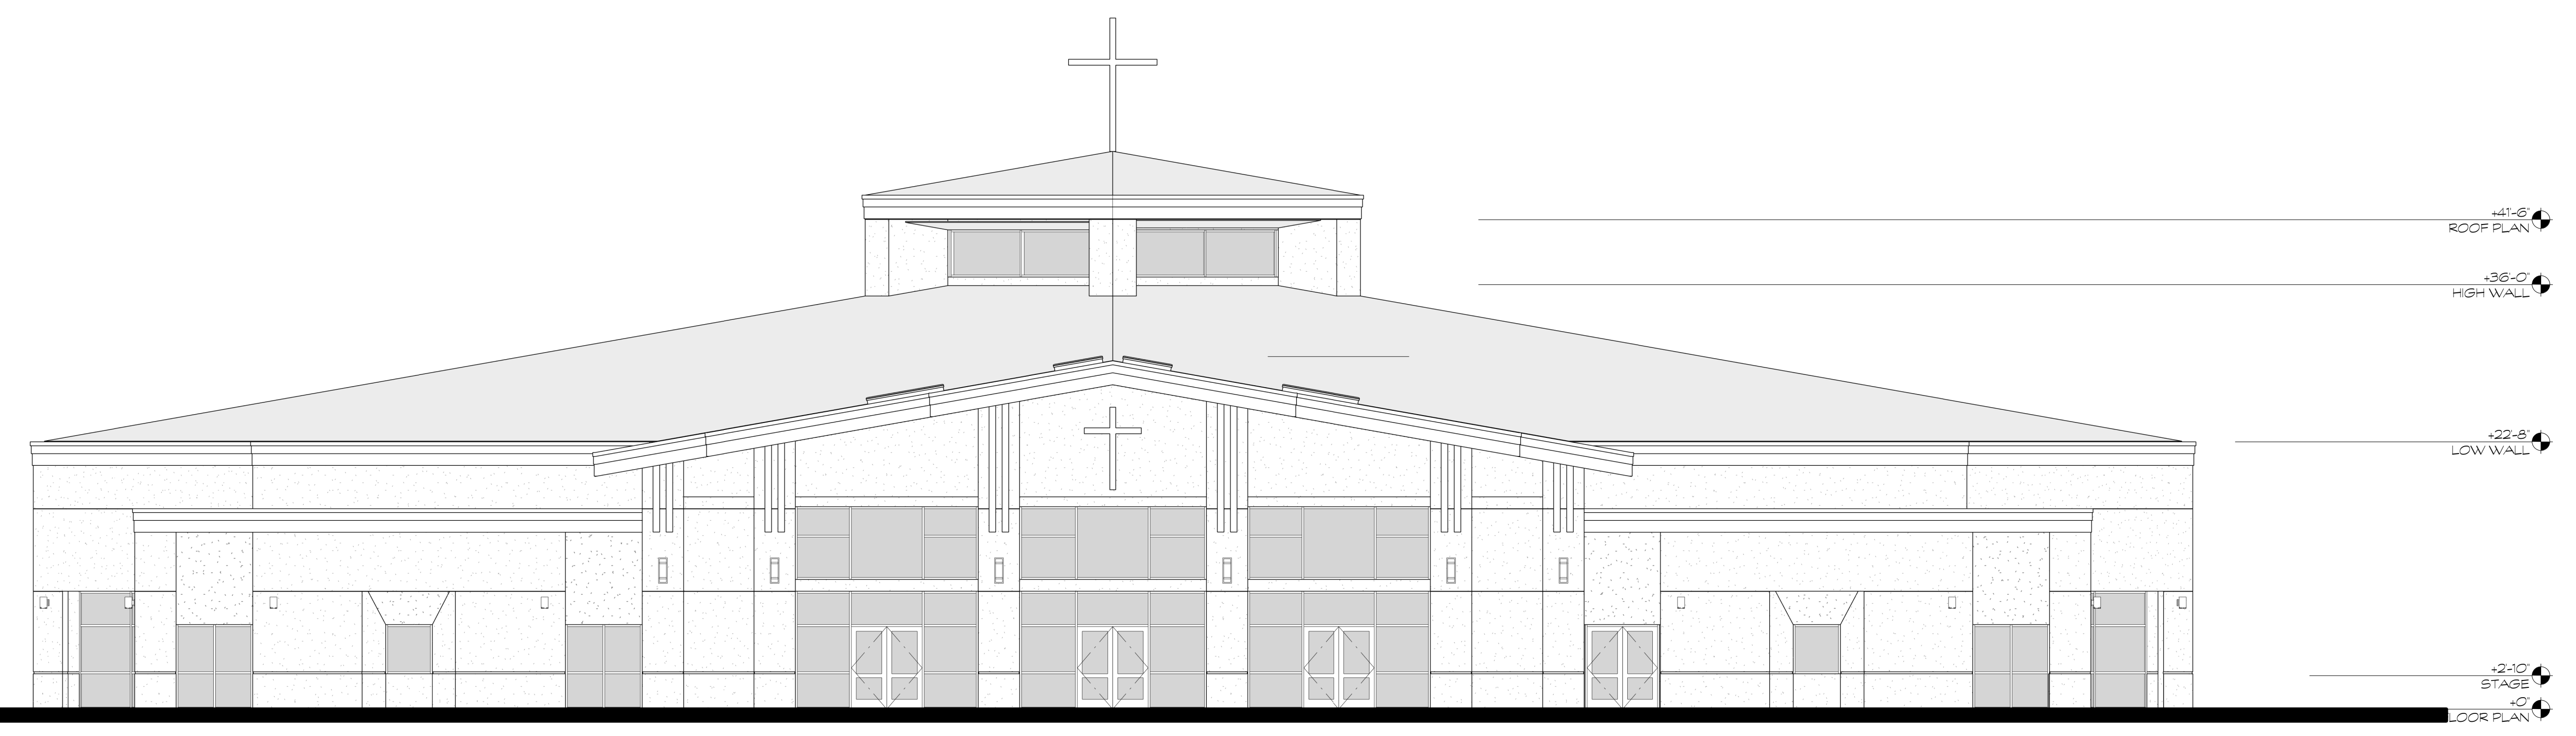 +41'-6"
ROOF PLAN
+36'-0"
HIGH WALL
+22'-8"
LOW WALL
+2'-10"
STAGE
+0"
LOOR PLAN